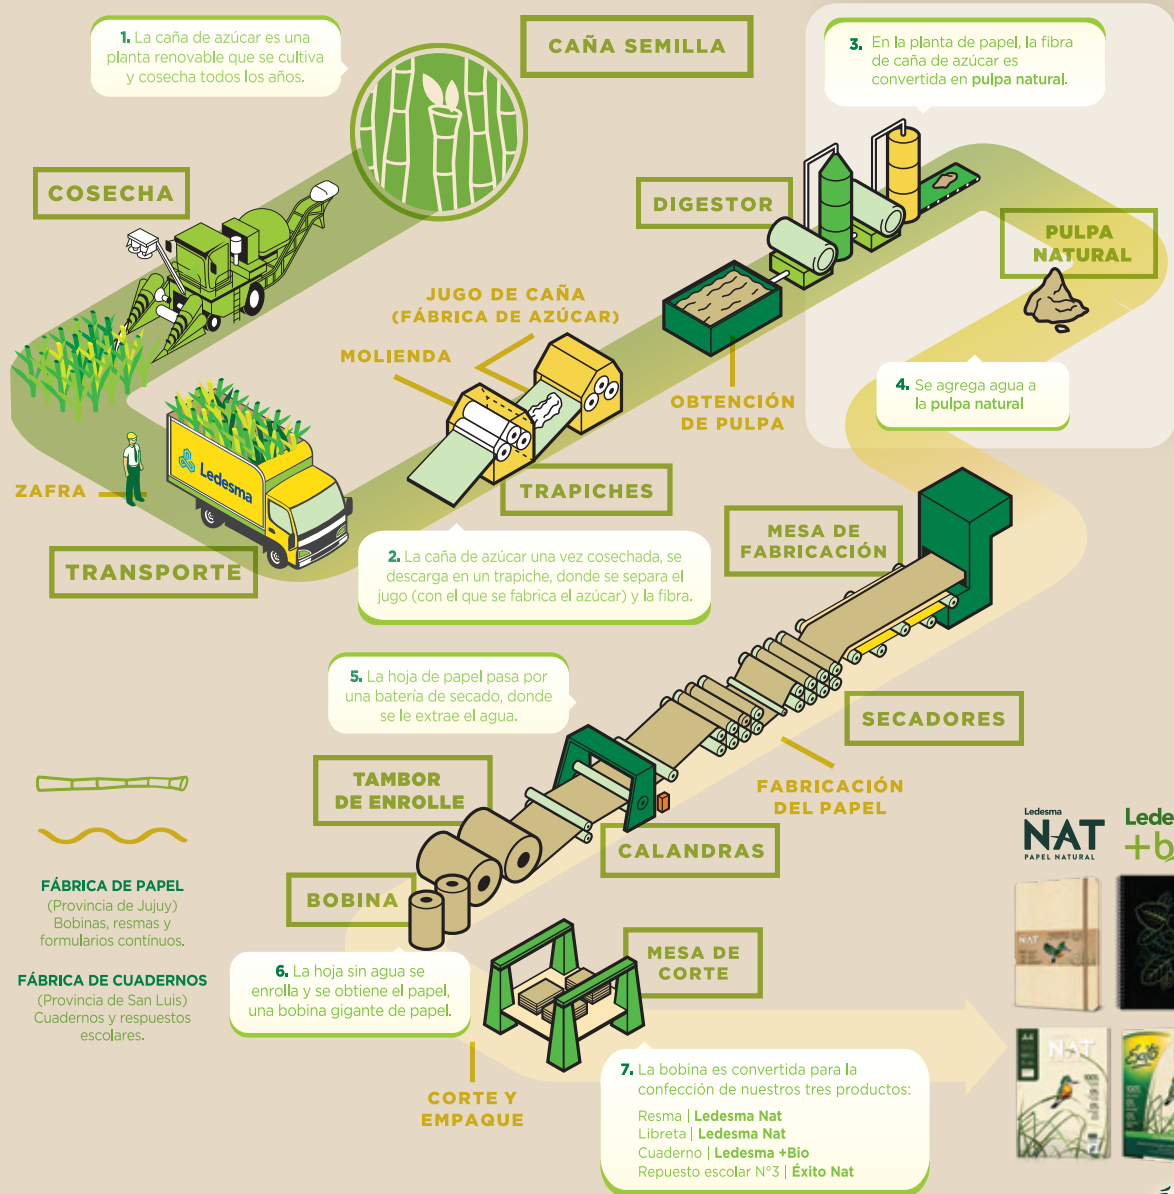 1. La caña de azúcar es una
planta renovable que se cultiva
y cosecha todos los años.
CAÑA SEMILLA
3. En la planta de papel, la fibra
de caña de azúcar es
convertida en pulpa natural.
COSECHA
DIGESTOR
PULPA
NATURAL
JUGO DE CAÑA
(FÁBRICA DE AZÚCAR)
MOLIENDA
OBTENCIÓN
DE PULPA
4. Se agrega agua a
la pulpa natural
ZAFRA
Ledesma
TRAPICHES
TRANSPORTE
2. La caña de azúcar una vez cosechada, se
descarga en un trapiche, donde se separa el
jugo (con el que se fabrica el azúcar) y la fibra.
MESA DE
FABRICACIÓN
5. La hoja de papel pasa por
una batería de secado, donde
se le extrae el agua.
SECADORES
TAMBOR
DE ENROLLE
FABRICACIÓN
DEL PAPEL
CALANDRAS
BOBINA
FÁBRICA DE PAPEL
(Provincia de Jujuy)
Bobinas, resmas y
formularios contínuos.
FÁBRICA DE CUADERNOS
(Provincia de San Luis)
Cuadernos y respuestos
escolares.
6. La hoja sin agua se
enrolla y se obtiene el papel,
una bobina gigante de papel.
MESA DE
CORTE
CORTE Y
EMPAQUE
7. La bobina es convertida para la
confección de nuestros tres productos:
Resma | Ledesma Nat
Libreta | Ledesma Nat
Cuaderno | Ledesma +Bio
Repuesto escolar N°3 | Éxito Nat
Ledesma
NAT
PAPEL NATURAL
Lede
+b
NAT
A4
NAT
Éxito
100%